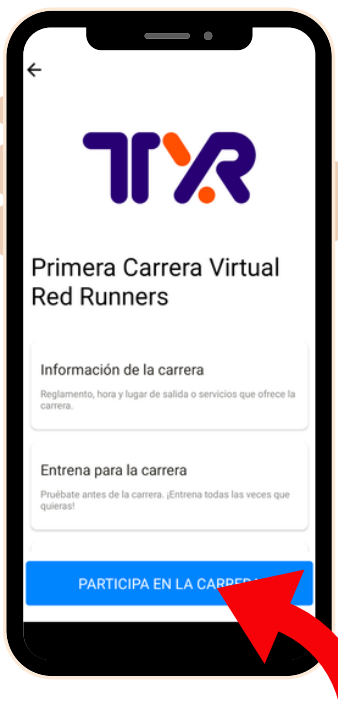 TYR
Primera Carrera Virtual
Red Runners
Información de la carrera
Reglamento, hora y lugar de salida o servicios que ofrece la
carrera.
Entrena para la carrera
Pruébate antes de la carrera. ¡Entrena todas las veces que
quieras!
PARTICIPA EN LA